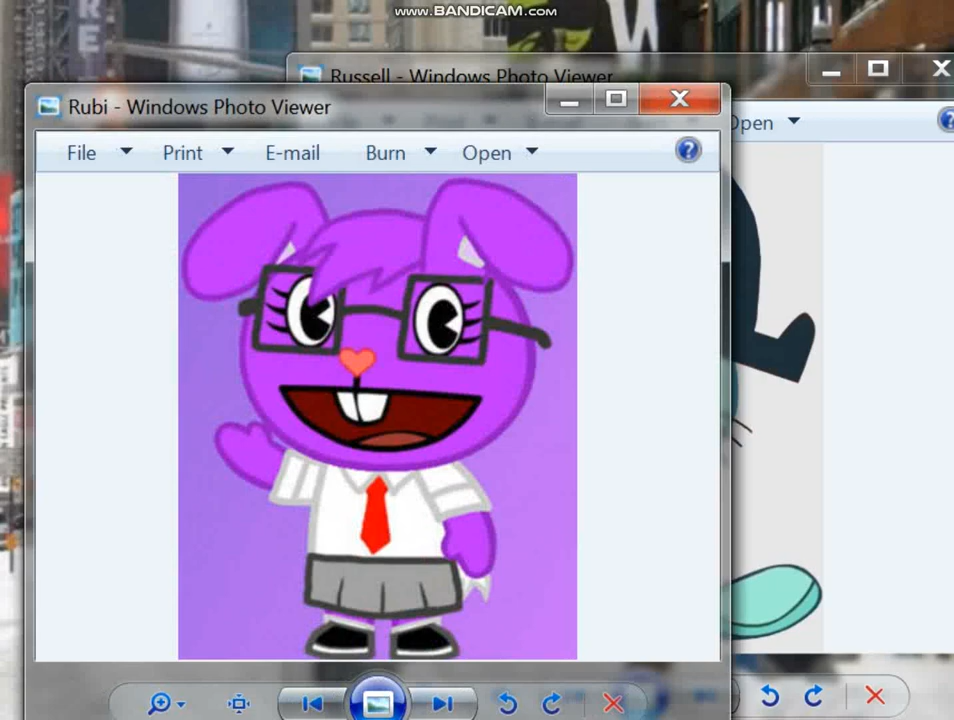 www.BANDICAM.com
Russell - Windows Photo Viewer
Rubi - Windows Photo Viewer
Open
File Print E-mail Burn Open